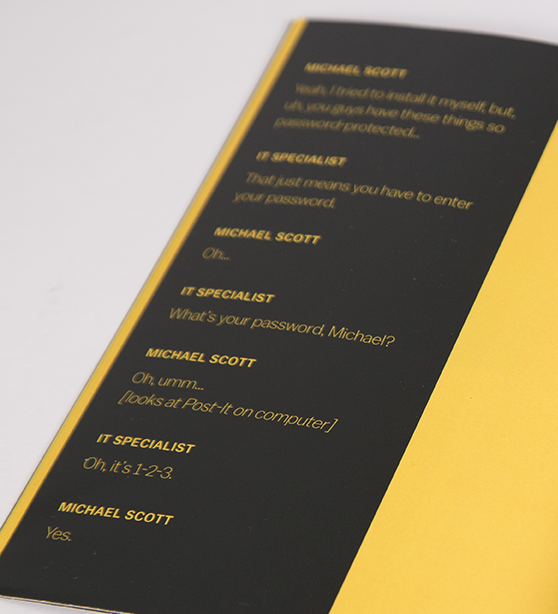 MICHAEL SCOTT
Yeah, I tried to install it myself, but,
uh, you guys have these things so
password-protected...
IT SPECIALIST
That just means you have to enter
your password.
MICHAEL SCOTT
Oh...
IT SPECIALIST
What's your password, Michael?
MICHAEL SCOTT
Oh, umm...
[looks at Post-It on computer]
IT SPECIALIST
Oh, it's 1-2-3.
MICHAEL SCOTT
Yes.